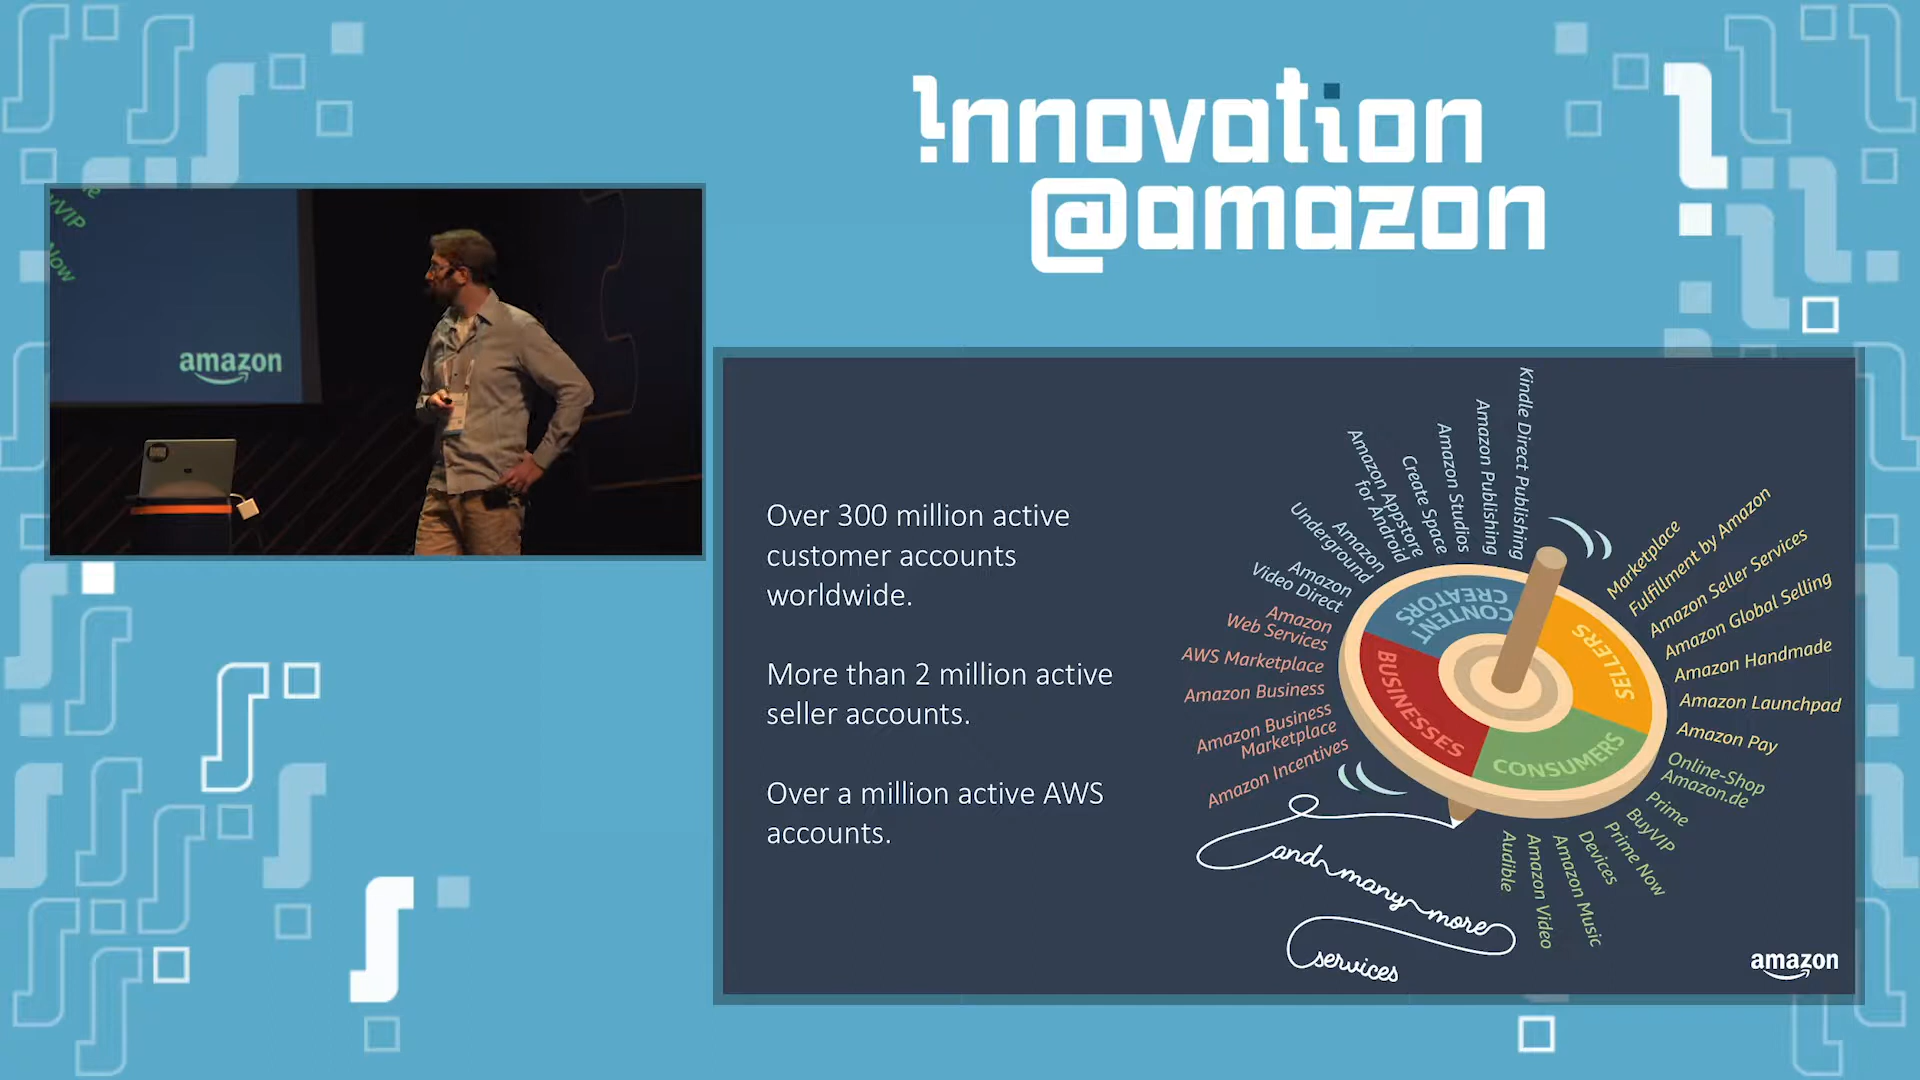 Innovation
@amazon
yVIP
Now
amazon
Over 300 million active
customer accounts
worldwide.
More than 2 million active
seller accounts.
Over a million active AWS
accounts.
Kindle Direct Publishing
Amazon Publishing
Amazon Studios
Create Space
Amazon Appstore
for Android
Amazon
Underground
Amazon
Video Direct
Amazon
Web Services
AWS Marketplace
Amazon Business
Amazon Business
Marketplace
Amazon Incentives
CONTENT
CREATORS
SELLERS
BUSINESSES
CONSUMERS
Marketplace
Fulfillment by Amazon
Amazon Seller Services
Amazon Global Selling
Amazon Handmade
Amazon Launchpad
Amazon Pay
Online-Shop
Amazon.de
Prime
BuyVIP
Prime Now
Devices
Amazon Music
Amazon Video
Audible
and many more
services
amazon